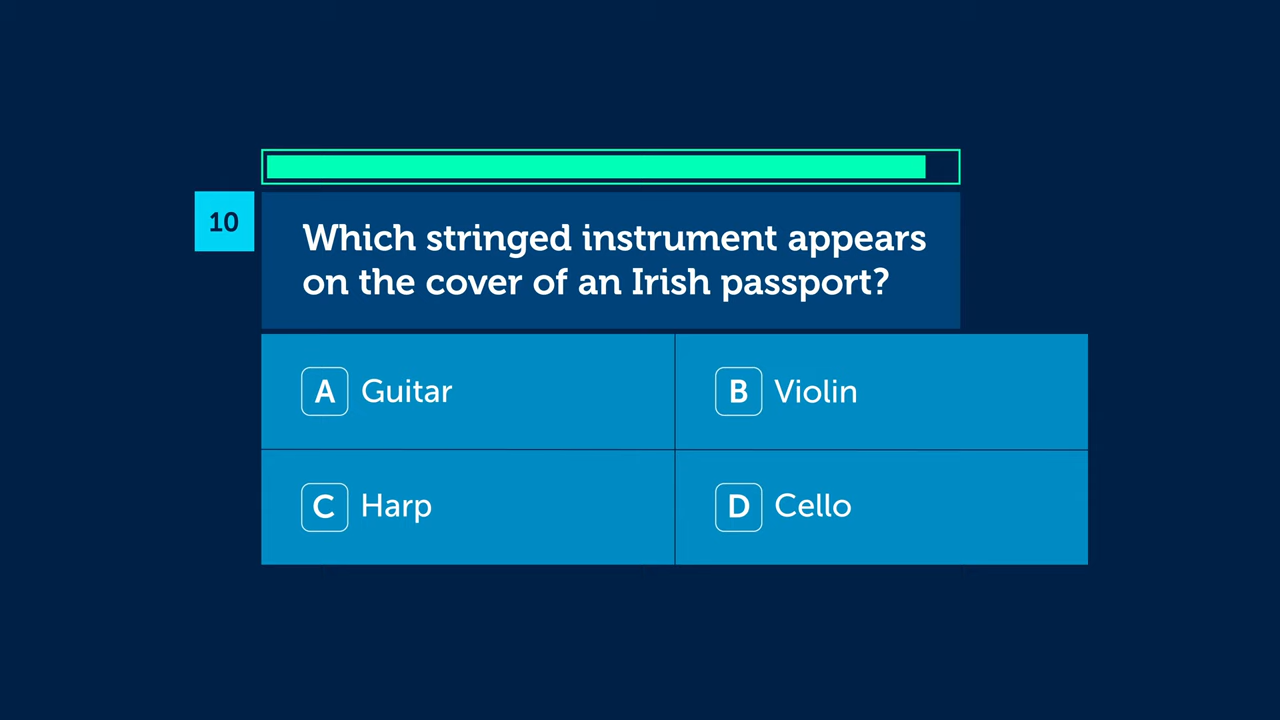 10
Which stringed instrument appears
on the cover of an Irish passport?
A Guitar
B Violin
C Harp
D Cello